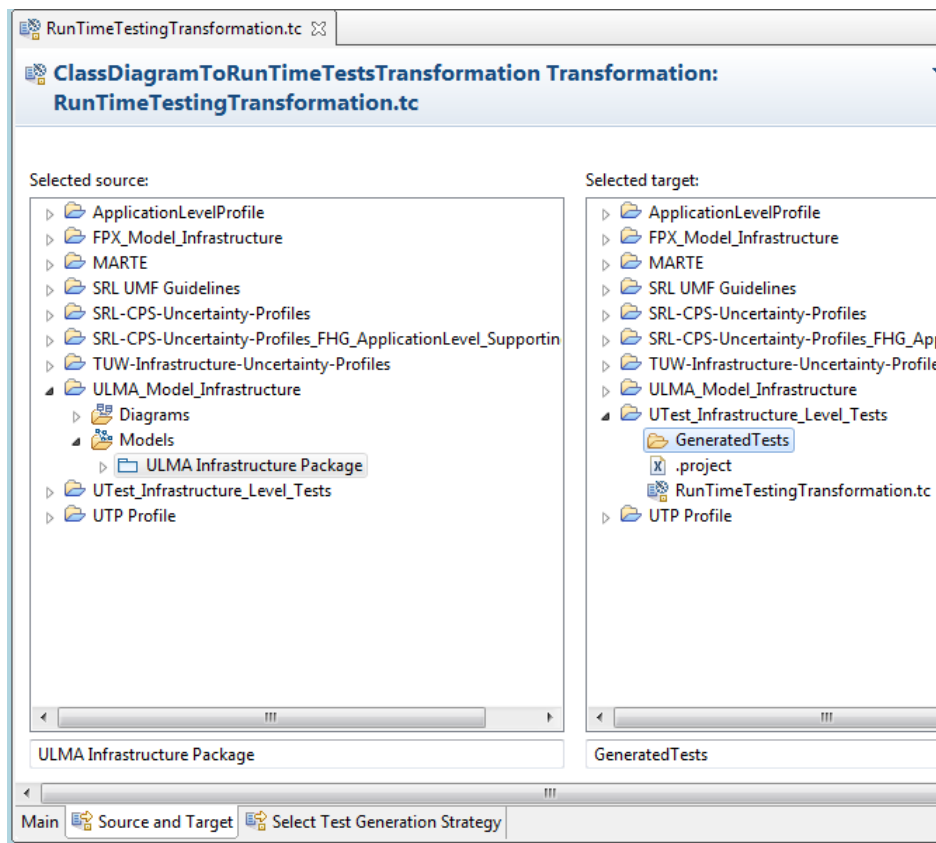 RunTimeTestingTransformation.tc
ClassDiagramToRunTimeTestsTransformation Transformation:
RunTimeTestingTransformation.tc
Selected source:
ApplicationLevelProfile
FPX_Model_Infrastructure
MARTE
SRL UMF Guidelines
SRL-CPS-Uncertainty-Profiles
SRL-CPS-Uncertainty-Profiles_FHG_ApplicationLevel_Supportin
TUW-Infrastructure-Uncertainty-Profiles
ULMA_Model_Infrastructure
Diagrams
Models
ULMA Infrastructure Package
UTest_Infrastructure_Level_Tests
UTP Profile
ULMA Infrastructure Package
Selected target:
ApplicationLevelProfile
FPX_Model_Infrastructure
MARTE
SRL UMF Guidelines
SRL-CPS-Uncertainty-Profiles
SRL-CPS-Uncertainty-Profiles_FHG_App
TUW-Infrastructure-Uncertainty-Profile
ULMA_Model_Infrastructure
UTest_Infrastructure_Level_Tests
GeneratedTests
.project
RunTimeTestingTransformation.tc
UTP Profile
GeneratedTests
Main Source and Target Select Test Generation Strategy